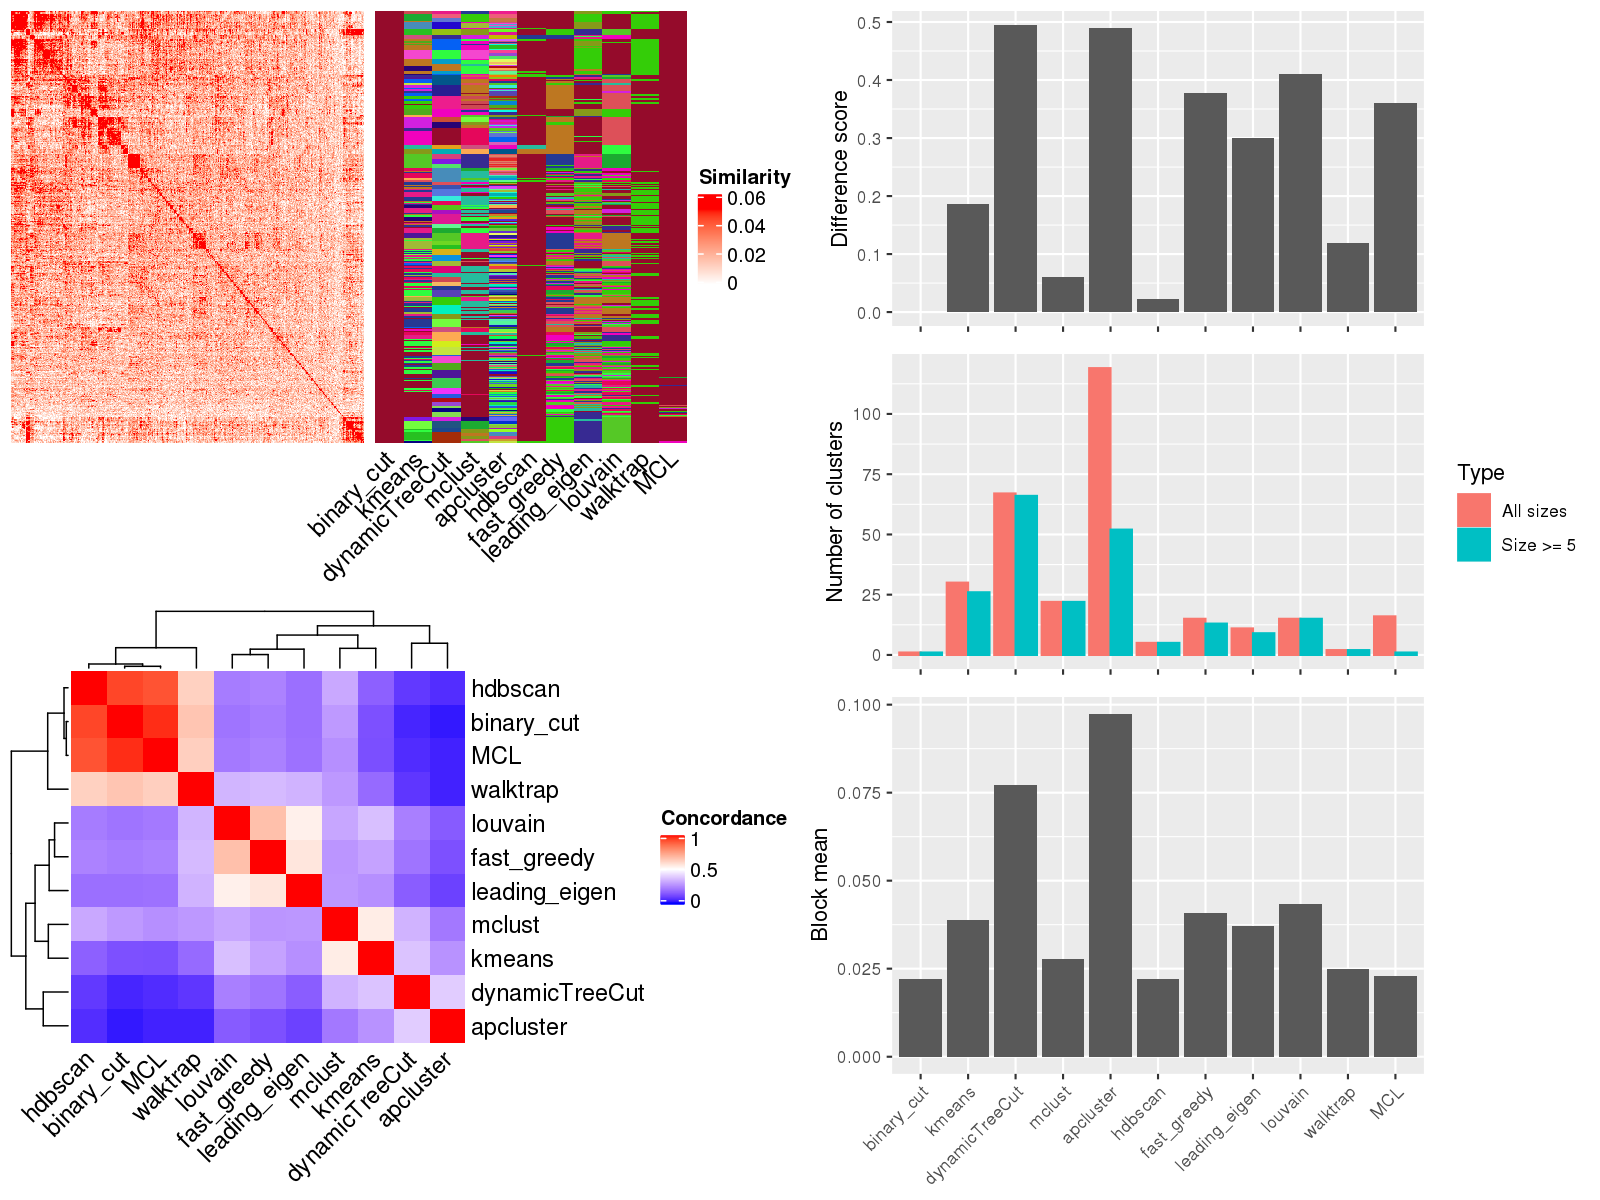 Similarity
0.06
0.04
0.02
0
binary_cut
kmeans
dynamicTreeCut
mclust
apcluster
hdbscan
fast_greedy
leading_eigen
louvain
walktrap
MCL
hdbscan
binary_cut
MCL
walktrap
louvain
fast_greedy
leading_eigen
mclust
kmeans
dynamicTreeCut
apcluster
hdbscan
binary_cut
MCL
walktrap
louvain
fast_greedy
leading_eigen
mclust
kmeans
dynamicTreeCut
apcluster
Concordance
1
0.5
0
Difference score
0.5
0.4
0.3
0.2
0.1
0.0
Number of clusters
100
75
50
25
0
Type
All sizes
Size >= 5
Block mean
0.100
0.075
0.050
0.025
0.000
binary_cut
kmeans
dynamicTreeCut
mclust
apcluster
hdbscan
fast_greedy
leading_eigen
louvain
walktrap
MCL